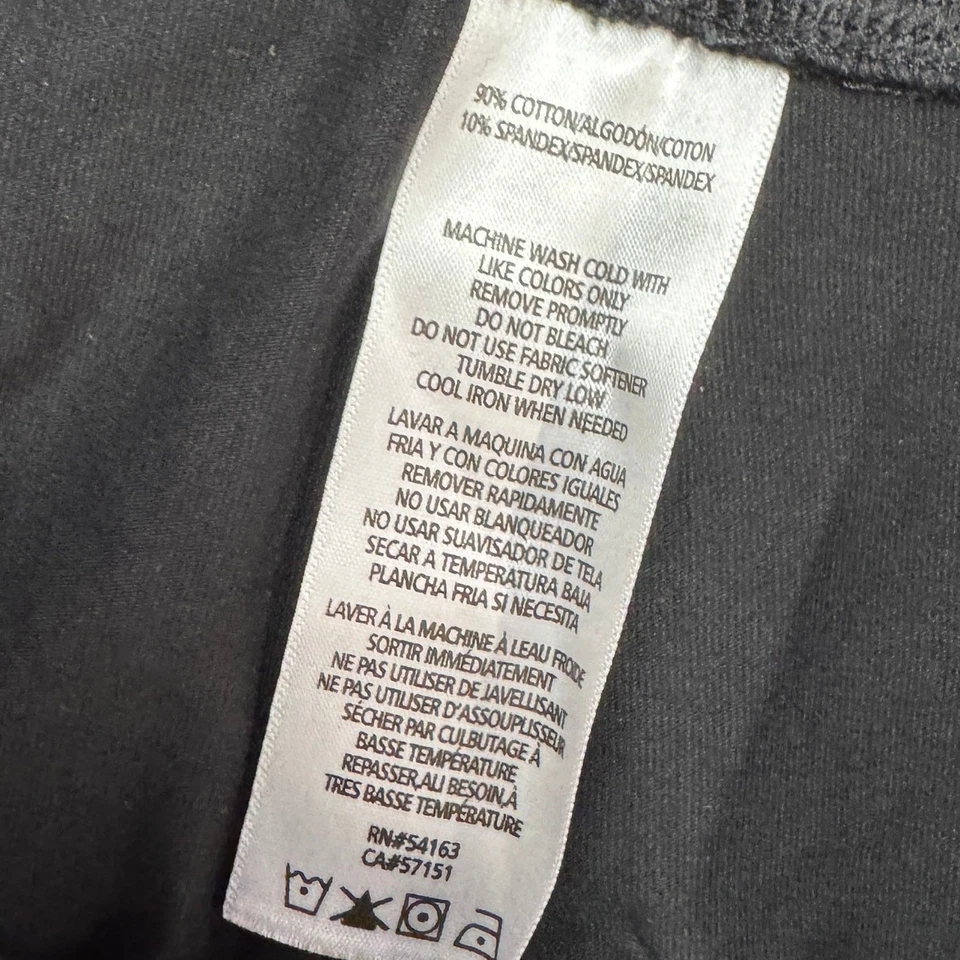 90% COTTON/ALGODÓN/COTON
10% SPANDEX/SPANDEX/SPANDEX
MACHINE WASH COLD WITH
LIKE COLORS ONLY
REMOVE PROMPTLY
DO NOT BLEACH
DO NOT USE FABRIC SOFTENER
TUMBLE DRY LOW
COOL IRON WHEN NEEDED
LAVAR A MAQUINA CON AGUA
FRIA Y CON COLORES IGUALES
REMOVER RAPIDAMENTE
NO USAR BLANQUEADOR
NO USAR SUAVISADOR DE TELA
SECAR A TEMPERATURA BAJA
PLANCHA FRIA SI NECESITA
LAVER À LA MACHINE À LEAU FROIDE
SORTIR IMMÉDIATEMENT
NE PAS UTILISER DE JAVELLISANT
NE PAS UTILISER D'ASSOUPLISSEUR
SÉCHER PAR CULBUTAGE À
BASSE TEMPÉRATURE
REPASSER,ALI BESOIN,À
TRES BASSE TEMPÉRATURE
RN#54163
CA#57151